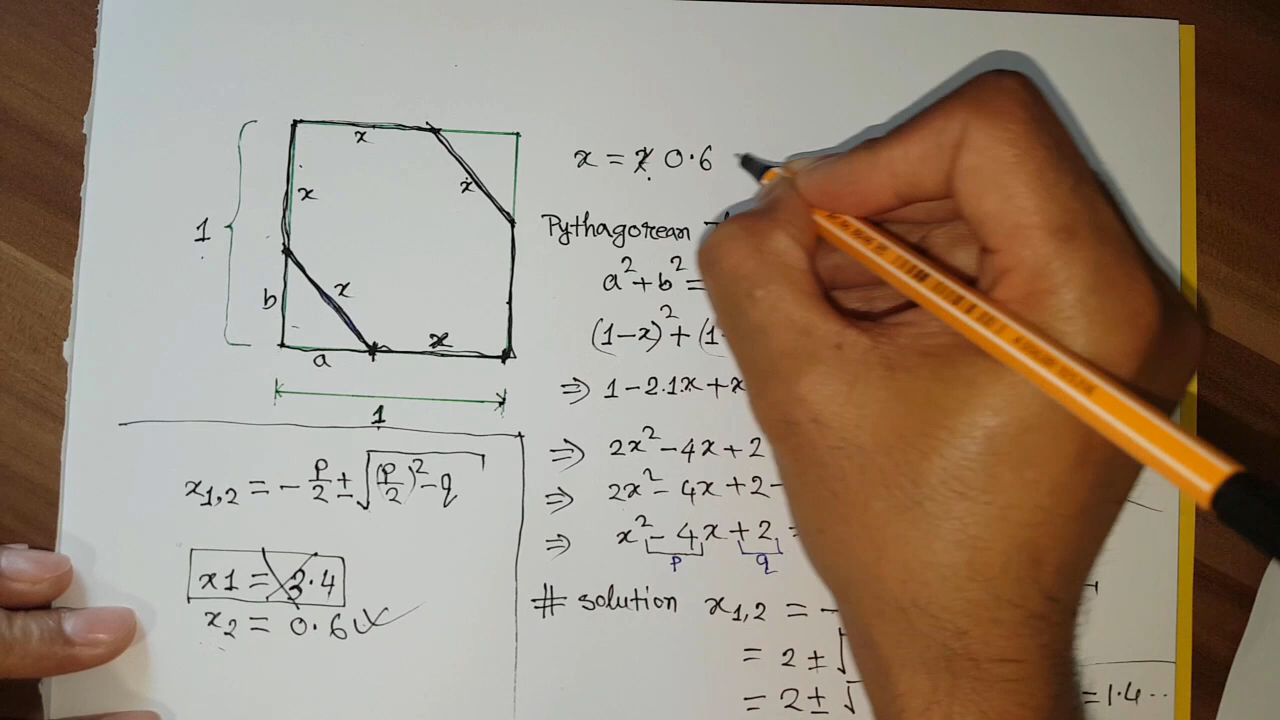 x
x
x
1
x
b
x
a
1
x = 0.6
Pythagorean
a² + b² =
(1-x)² + (1-
⇒ 1-2.1x+x
⇒ 2x² - 4x + 2
⇒ 2x² - 4x + 2 -
⇒ x² - 4x + 2 =
p q
# solution x1,2 = -
= 2 ± √
= 2 ± √ = 1.4...
x1,2 = - p/2 ± √(p/2)² - q
x1 = 3.4
x2 = 0.6